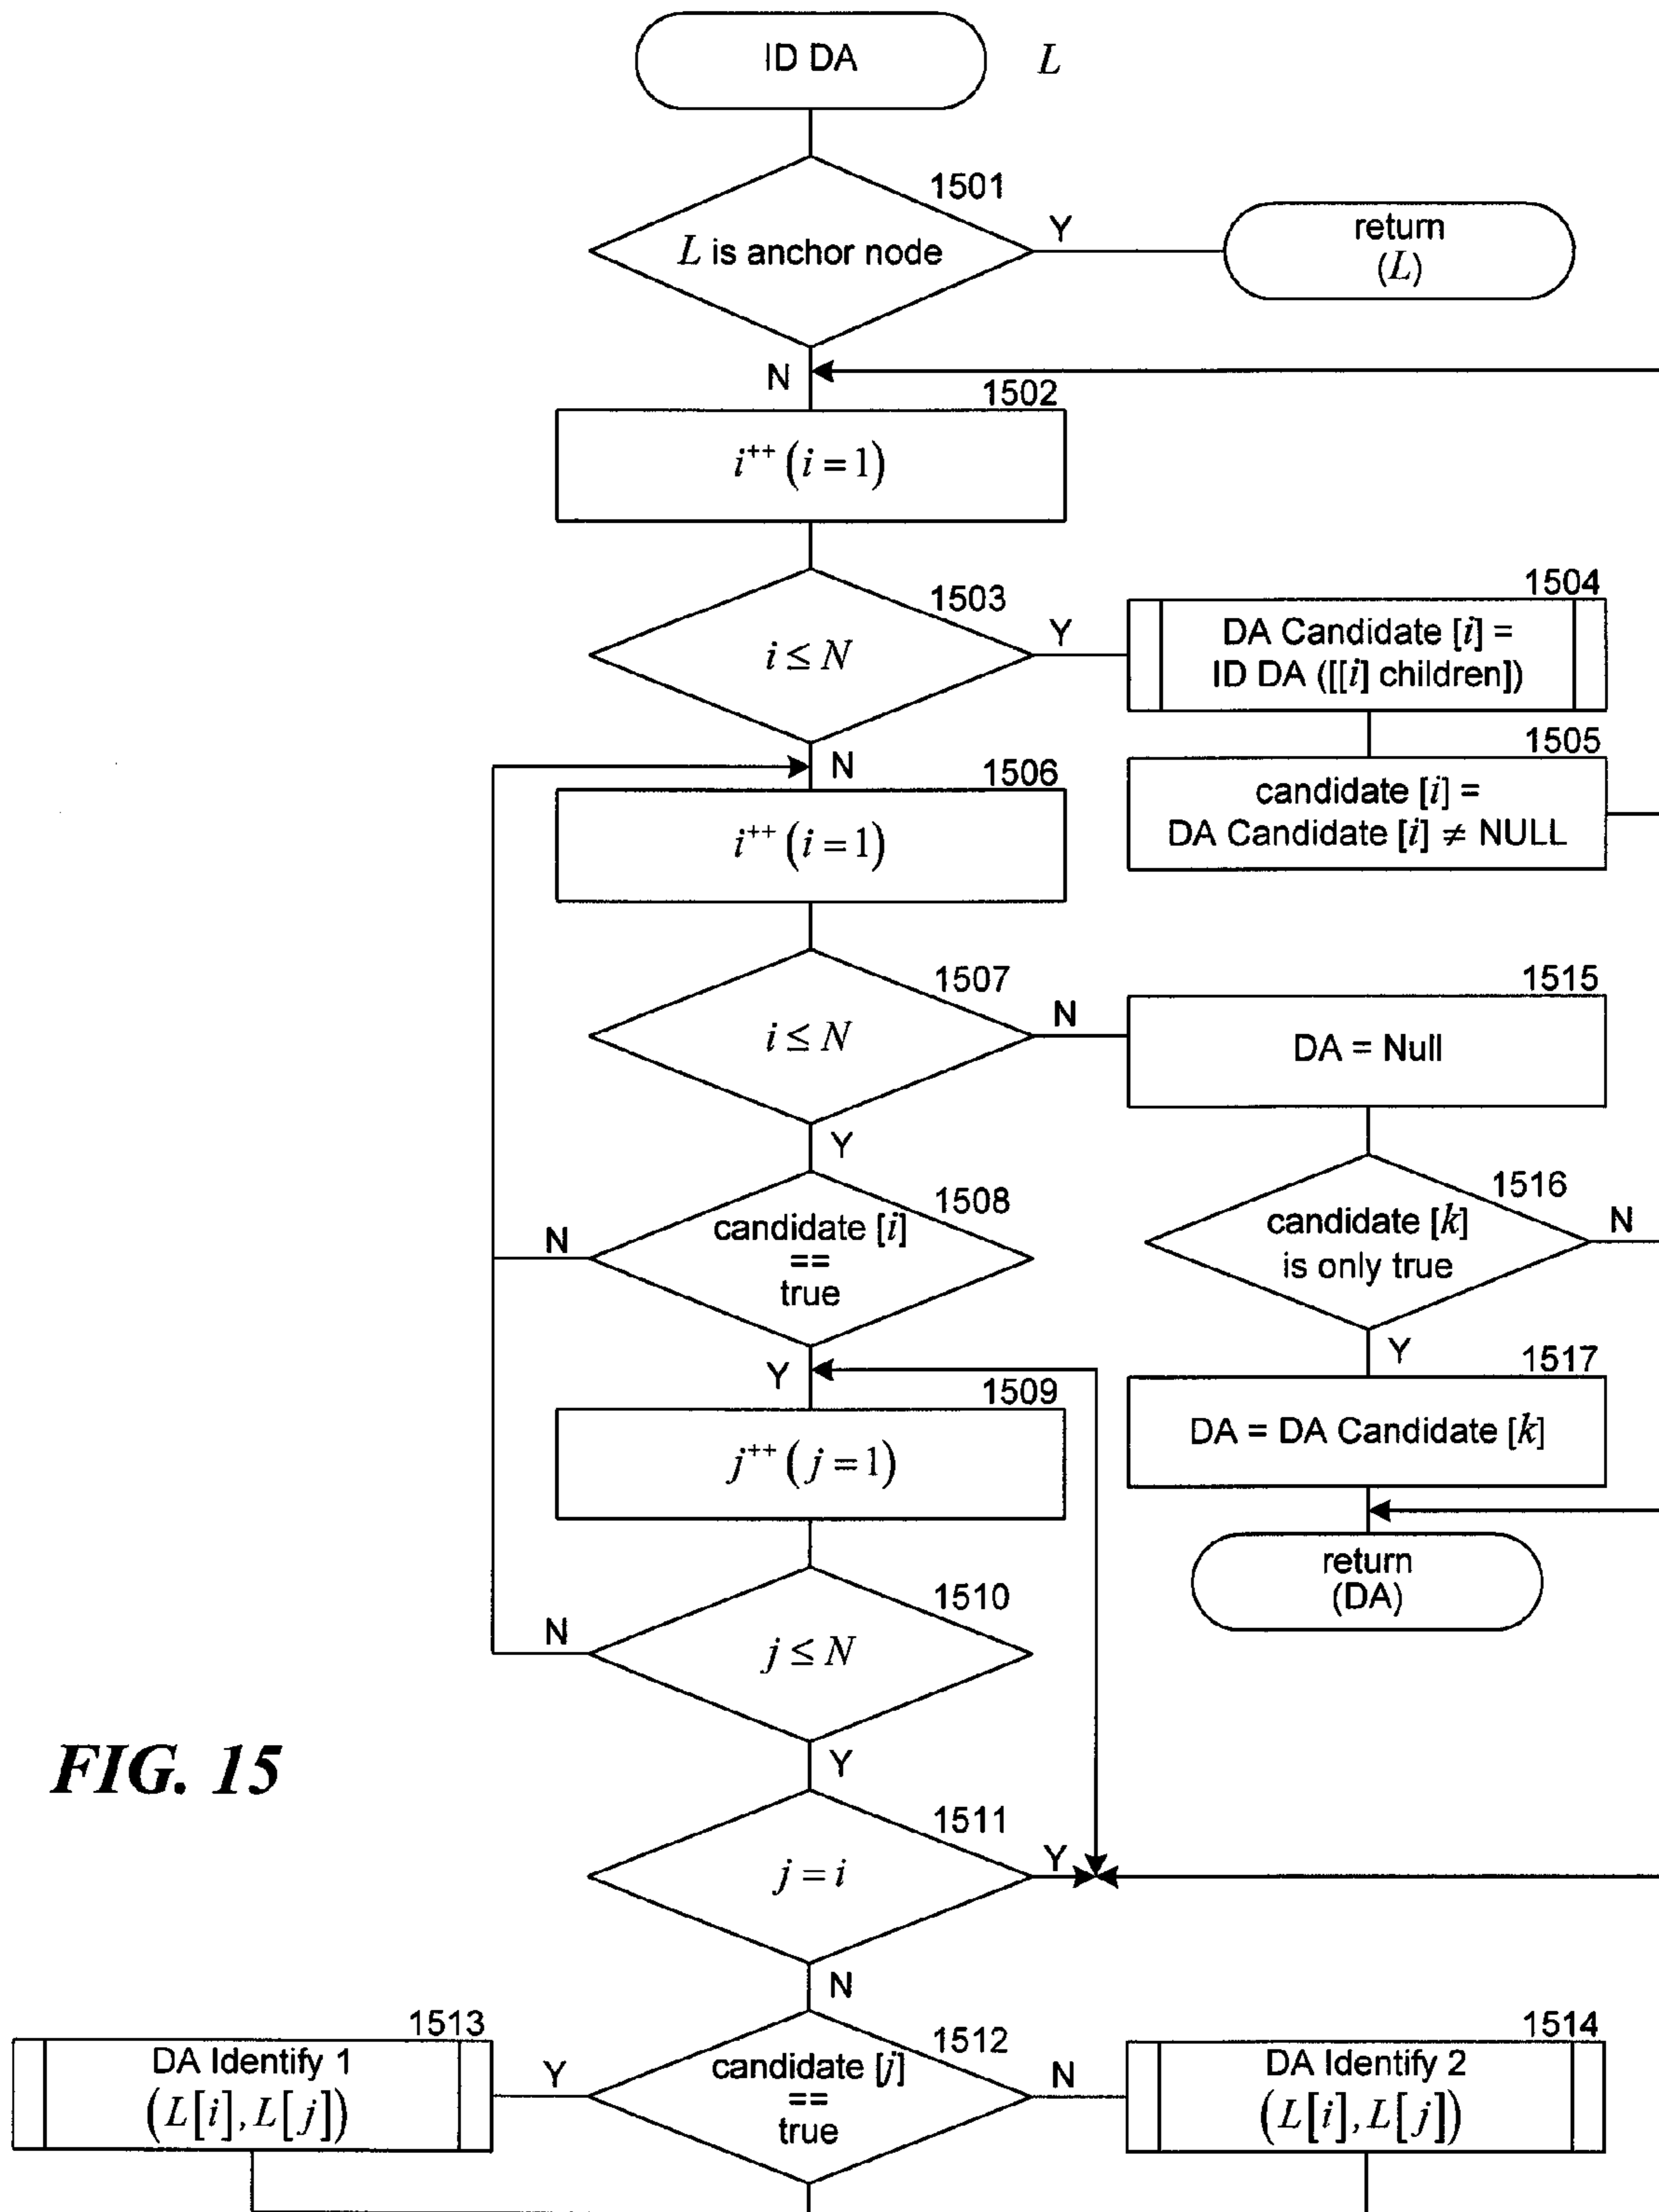 ID DA L
1501
L is anchor node
Y
return
(L)
N
1502
i++ (i = 1)
1503
i ≤ N
Y
1504
DA Candidate [i] =
ID DA ([[i] children])
1505
candidate [i] =
DA Candidate [i] ≠ NULL
N
1506
i++ (i = 1)
1507
i ≤ N
N
1515
DA = Null
Y
1508
candidate [i]
==
true
N
1516
candidate [k]
is only true
N
Y
1517
DA = DA Candidate [k]
return
(DA)
Y
1509
j++ (j = 1)
1510
j ≤ N
N
Y
FIG. 15
1511
j = i
Y
N
1513
DA Identify 1
(L[i], L[j])
Y
1512
candidate [j]
==
true
N
1514
DA Identify 2
(L[i], L[j])